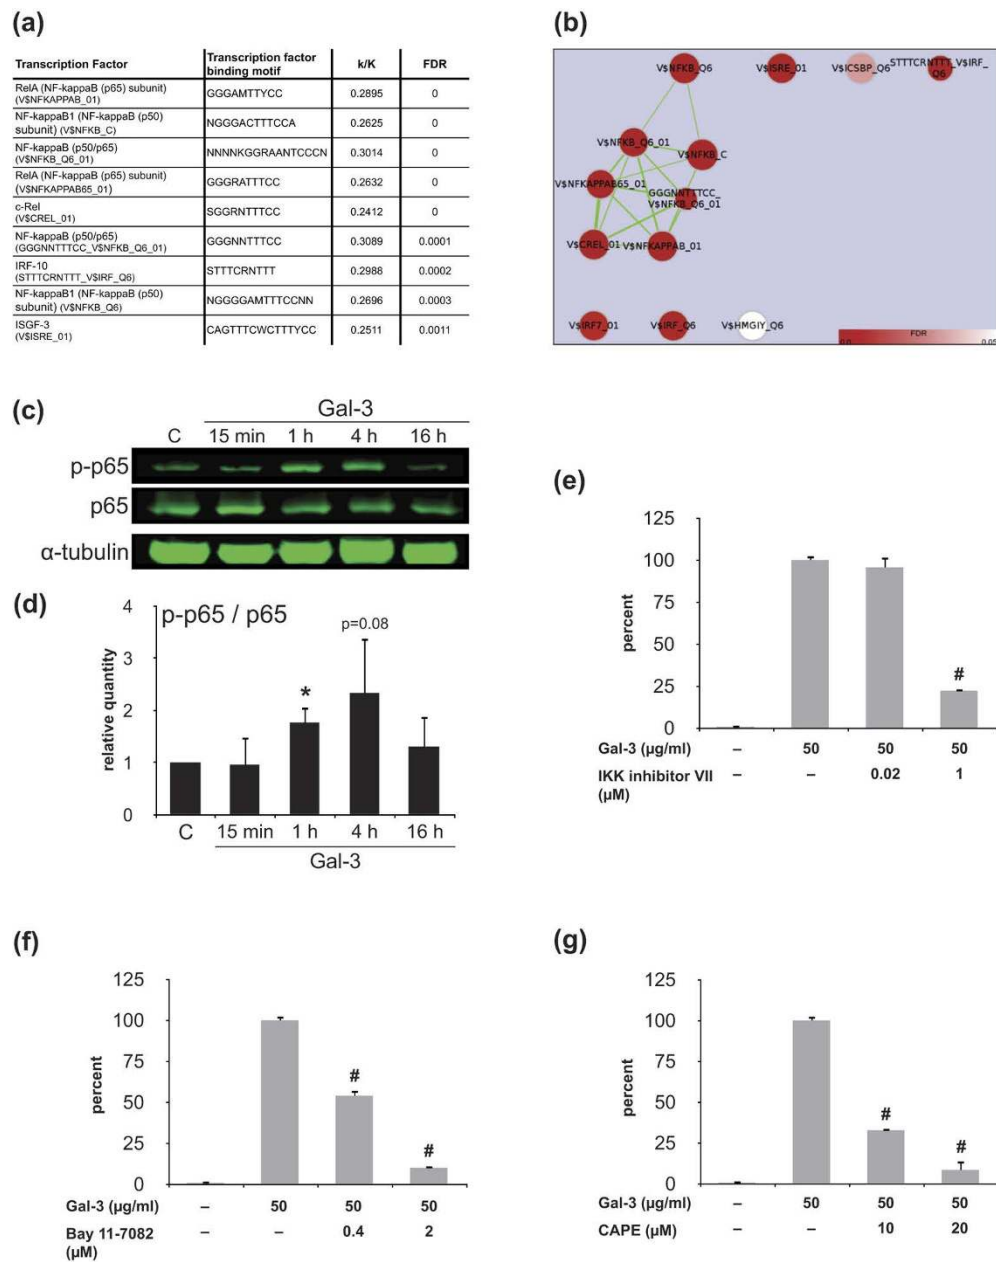 (a)
Transcription Factor	Transcription factor binding motif	k/K	FDR
RelA (NF-kappaB (p65) subunit)
(V$NFKAPPAB_01)	GGGAMTTYCC	0.2895	0
NF-kappaB1 (NF-kappaB (p50)
subunit) (V$NFKB_C)	NGGGACTTTCCA	0.2625	0
NF-kappaB (p50/p65)
(V$NFKB_Q6_01)	NNNNKGGRAANTCCCN	0.3014	0
RelA (NF-kappaB (p65) subunit)
(V$NFKAPPAB65_01)	GGGRATTTCC	0.2632	0
c-Rel
(V$CREL_01)	SGGRNTTTCC	0.2412	0
NF-kappaB (p50/p65)
(GGGNNTTTCC_V$NFKB_Q6_01)	GGGNNTTTCC	0.3089	0.0001
IRF-10
(STTTCRNTTT_V$IRF_Q6)	STTTCRNTTT	0.2988	0.0002
NF-kappaB1 (NF-kappaB (p50)
subunit) (V$NFKB_Q6)	NGGGGAMTTTCCNN	0.2696	0.0003
ISGF-3
(V$ISRE_01)	CAGTTTCWCTTTYCC	0.2511	0.0011
(b)
V$NFKB_Q6	V$ISRE_01	V$ICSBP_Q6	STTTCRNTTT_V$IRF_
Q6
V$NFKB_Q6_01
V$NFKB_C
V$NFKAPPAB65_01
GGGNNTTTCC_
V$NFKB_Q6_01
V$CREL_01	V$NFKAPPAB_01
V$IRF7_01	V$IRF_Q6	V$HMGIY_Q6
FDR
0.0	0.05
(c)
Gal-3
C	15 min	1 h	4 h	16 h
p-p65
p65
α-tubulin
(d)
p-p65 / p65
relative quantity
4
3
2
1
0
*
p=0.08
C	15 min	1 h	4 h	16 h
Gal-3
(e)
percent
125
100
75
50
25
0
#
Gal-3 (μg/ml)	–	50	50	50
IKK inhibitor VII	–	–	0.02	1
(μM)
(f)
percent
125
100
75
50
25
0
#
#
Gal-3 (μg/ml)	–	50	50	50
Bay 11-7082	–	–	0.4	2
(μM)
(g)
percent
125
100
75
50
25
0
#
#
Gal-3 (μg/ml)	–	50	50	50
CAPE (μM)	–	–	10	20